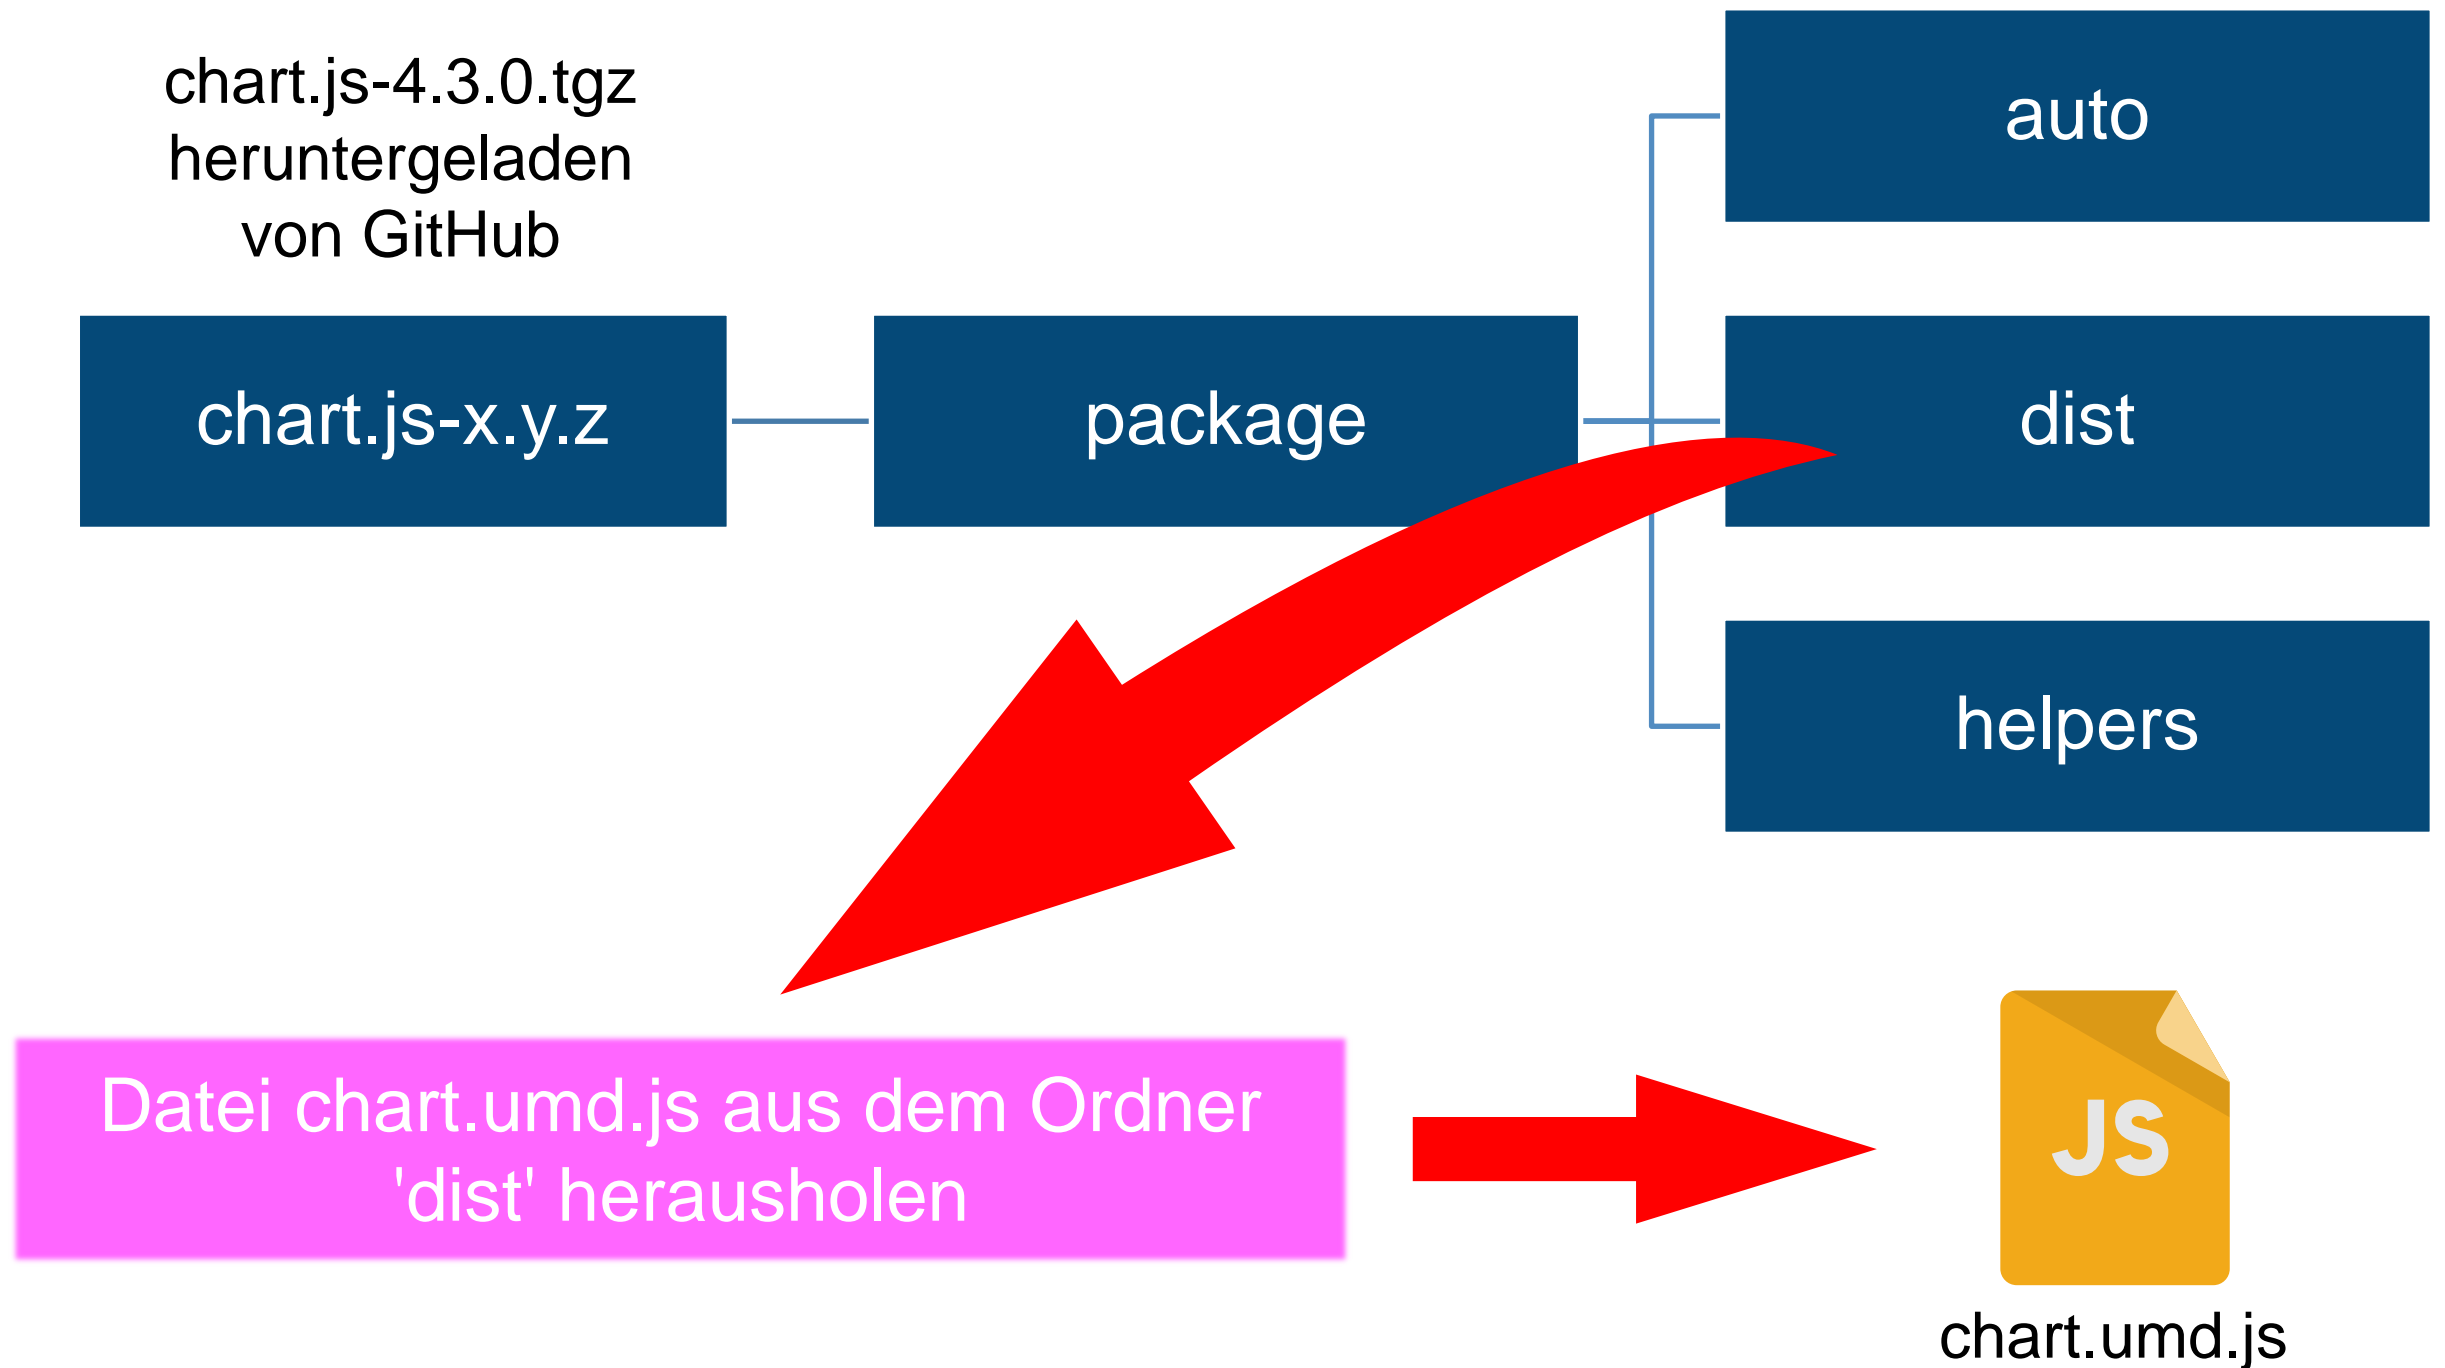 chart.js-4.3.0.tgz
heruntergeladen
von GitHub
chart.js-x.y.z
package
auto
dist
helpers
Datei chart.umd.js aus dem Ordner
'dist' herausholen
JS
chart.umd.js